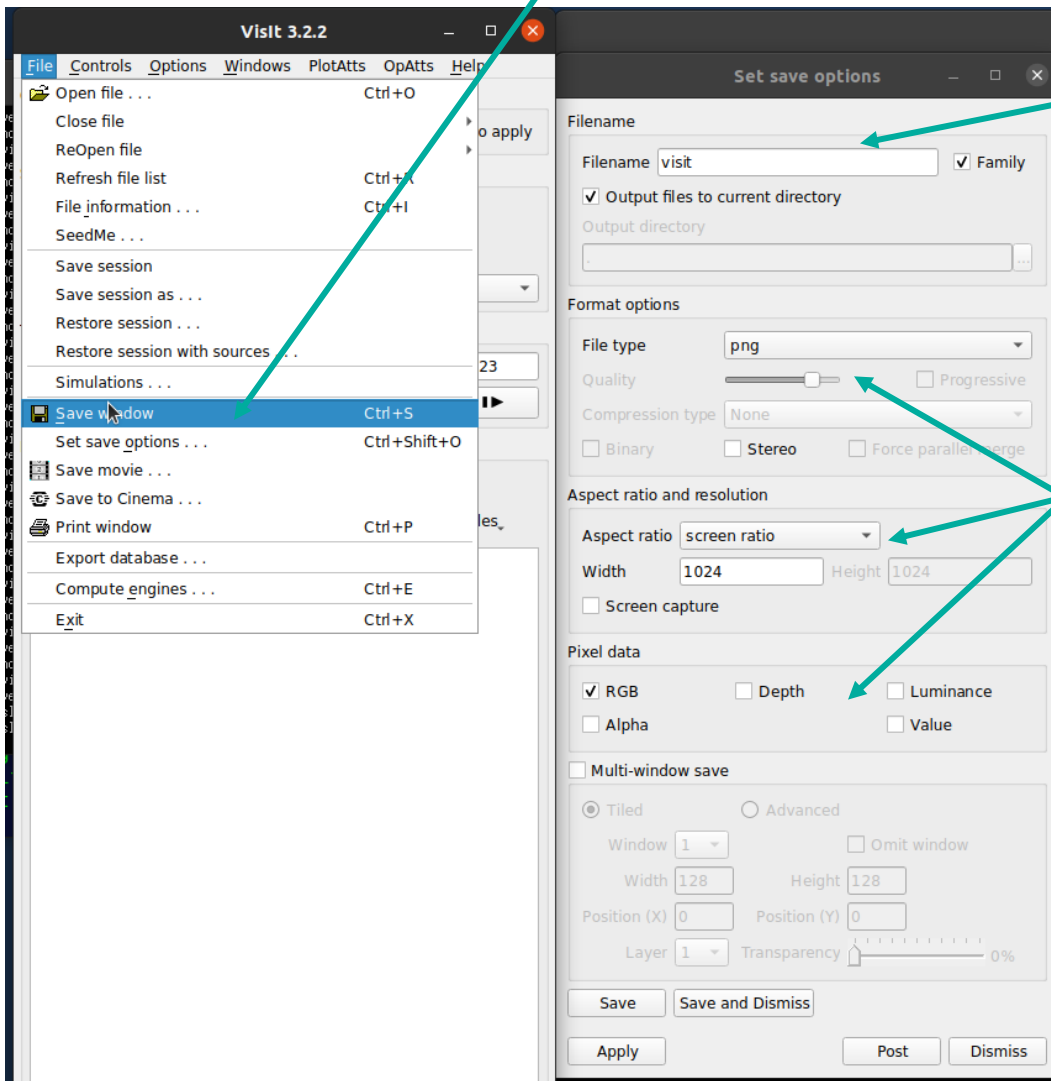 VisIt 3.2.2
File Controls Options Windows PlotAtts OpAtts Help
Open file . . . Ctrl+O
Close file
o apply
ReOpen file
Refresh file list Ctrl+R
File information . . . Ctrl+I
SeedMe . . .
Save session
Save session as . . .
Restore session . . .
Restore session with sources . . .
23
Simulations . . .
Save window Ctrl+S
Set save options . . . Ctrl+Shift+O
Save movie . . .
Save to Cinema . . .
Print window Ctrl+P
les
Export database . . .
Compute engines . . . Ctrl+E
Exit Ctrl+X
Set save options
Filename
Filename visit Family
Output files to current directory
Output directory
. ...
Format options
File type png
Quality Progressive
Compression type None
Binary Stereo Force parallel merge
Aspect ratio and resolution
Aspect ratio screen ratio
Width 1024 Height 1024
Screen capture
Pixel data
RGB Depth Luminance
Alpha Value
Multi-window save
Tiled Advanced
Window 1 Omit window
Width 128 Height 128
Position (X) 0 Position (Y) 0
Layer 1 Transparency 0%
Save Save and Dismiss
Apply Post Dismiss